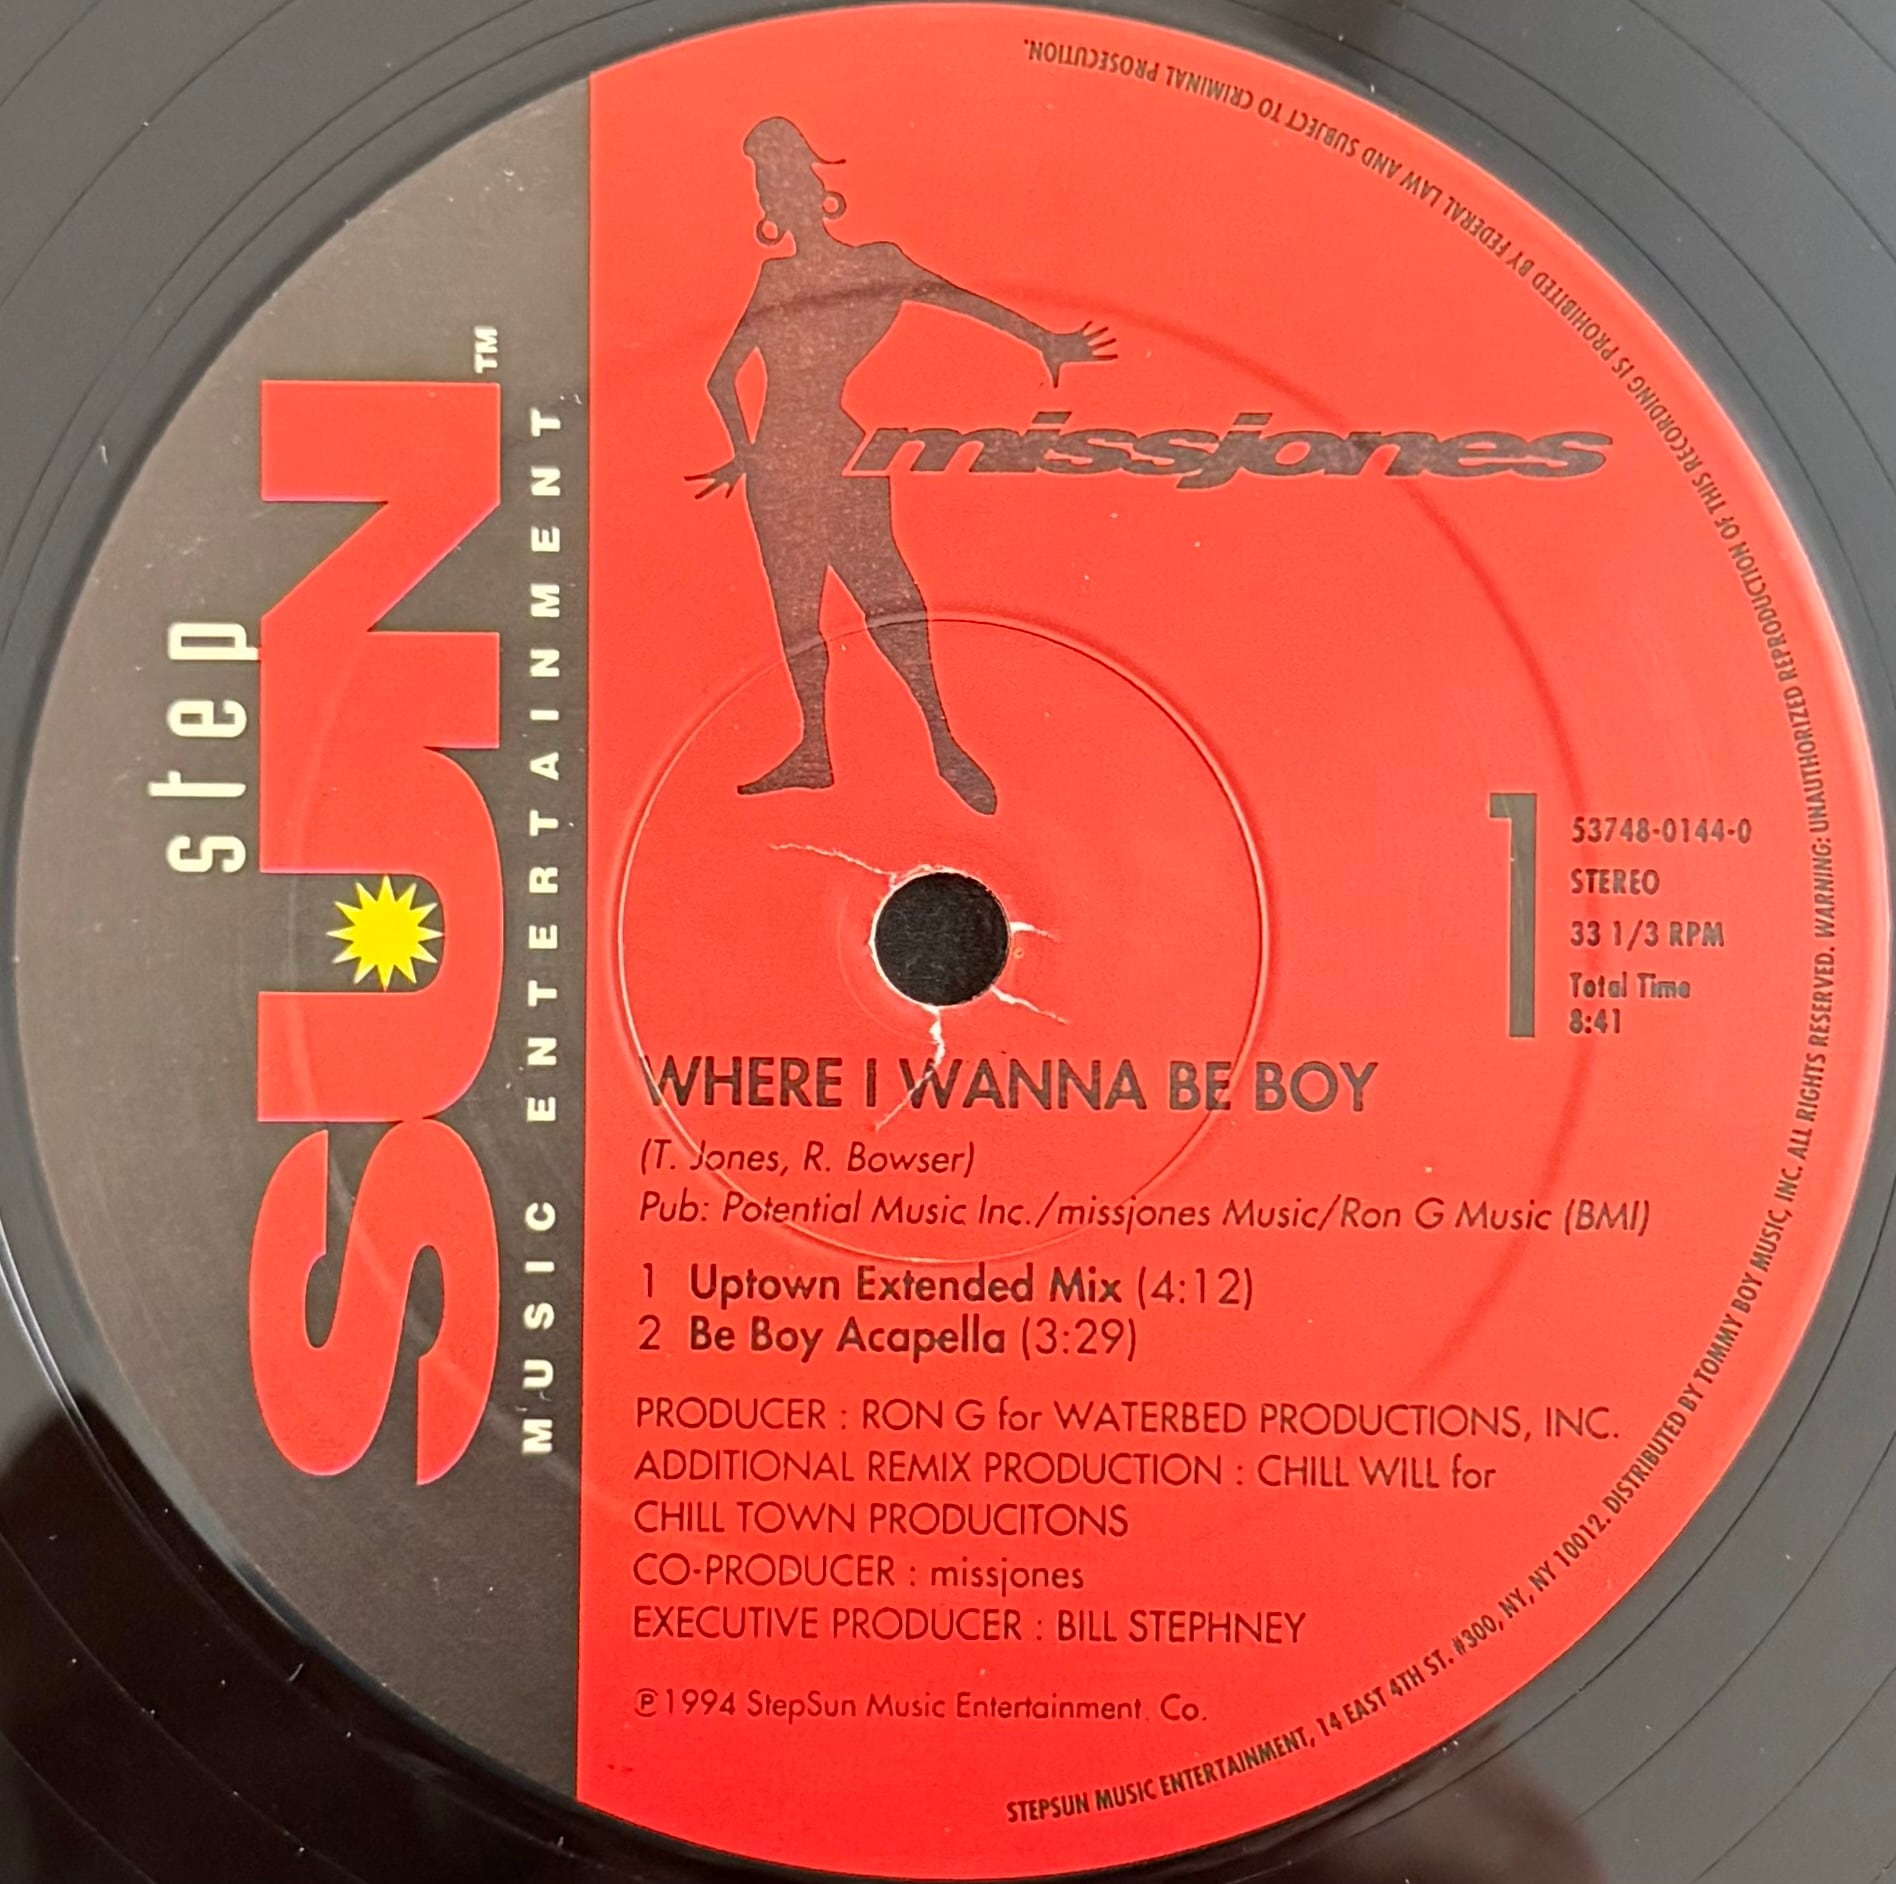 step
SUN™
MUSIC ENTERTAINMENT
missjones
1
53748-0144-0
STEREO
33 1/3 RPM
Total Time
8:41
WHERE I WANNA BE BOY
(T. Jones, R. Bowser)
Pub: Potential Music Inc./missjones Music/Ron G Music (BMI)
1 Uptown Extended Mix (4:12)
2 Be Boy Acapella (3:29)
PRODUCER : RON G for WATERBED PRODUCTIONS, INC.
ADDITIONAL REMIX PRODUCTION : CHILL WILL for
CHILL TOWN PRODUCITONS
CO-PRODUCER : missjones
EXECUTIVE PRODUCER : BILL STEPHNEY
℗1994 StepSun Music Entertainment Co.
STEPSUN MUSIC ENTERTAINMENT, 14 EAST 4TH ST. #300, NY, NY 10012. DISTRIBUTED BY TOMMY BOY MUSIC, INC. ALL RIGHTS RESERVED. WARNING: UNAUTHORIZED REPRODUCTION OF THIS RECORDING IS PROHIBITED BY FEDERAL LAW AND SUBJECT TO CRIMINAL PROSECUTION.